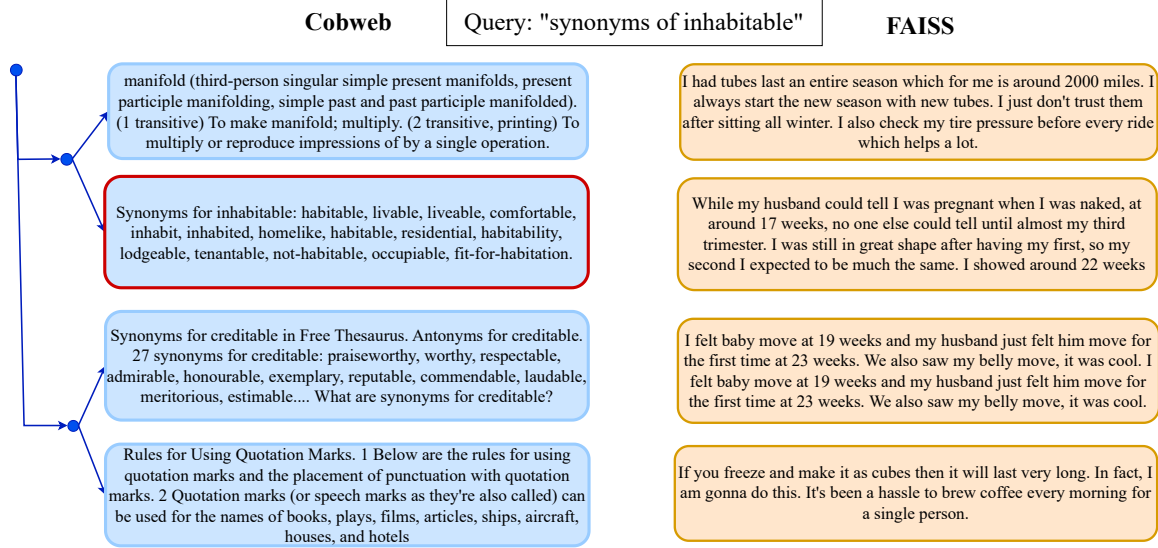 Cobweb
Query: "synonyms of inhabitable"
FAISS
manifold (third-person singular simple present manifolds, present
participle manifolding, simple past and past participle manifolded).
(1 transitive) To make manifold; multiply. (2 transitive, printing) To
multiply or reproduce impressions of by a single operation.
Synonyms for inhabitable: habitable, livable, liveable, comfortable,
inhabit, inhabited, homelike, habitable, residential, habitability,
lodgeable, tenantable, not-habitable, occupiable, fit-for-habitation.
Synonyms for creditable in Free Thesaurus. Antonyms for creditable.
27 synonyms for creditable: praiseworthy, worthy, respectable,
admirable, honourable, exemplary, reputable, commendable, laudable,
meritorious, estimable.... What are synonyms for creditable?
Rules for Using Quotation Marks. 1 Below are the rules for using
quotation marks and the placement of punctuation with quotation
marks. 2 Quotation marks (or speech marks as they're also called) can
be used for the names of books, plays, films, articles, ships, aircraft,
houses, and hotels
I had tubes last an entire season which for me is around 2000 miles. I
always start the new season with new tubes. I just don't trust them
after sitting all winter. I also check my tire pressure before every ride
which helps a lot.
While my husband could tell I was pregnant when I was naked, at
around 17 weeks, no one else could tell until almost my third
trimester. I was still in great shape after having my first, so my
second I expected to be much the same. I showed around 22 weeks
I felt baby move at 19 weeks and my husband just felt him move for
the first time at 23 weeks. We also saw my belly move, it was cool. I
felt baby move at 19 weeks and my husband just felt him move for
the first time at 23 weeks. We also saw my belly move, it was cool.
If you freeze and make it as cubes then it will last very long. In fact, I
am gonna do this. It's been a hassle to brew coffee every morning for
a single person.